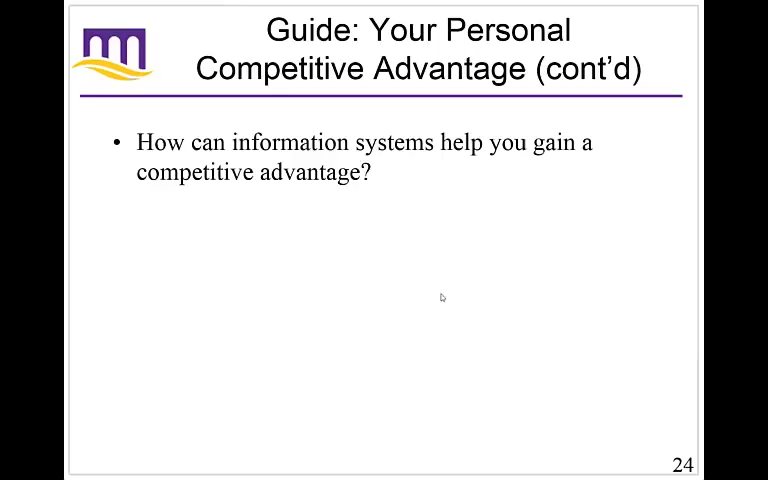 Guide: Your Personal
Competitive Advantage (cont’d)
• How can information systems help you gain a
competitive advantage?
24